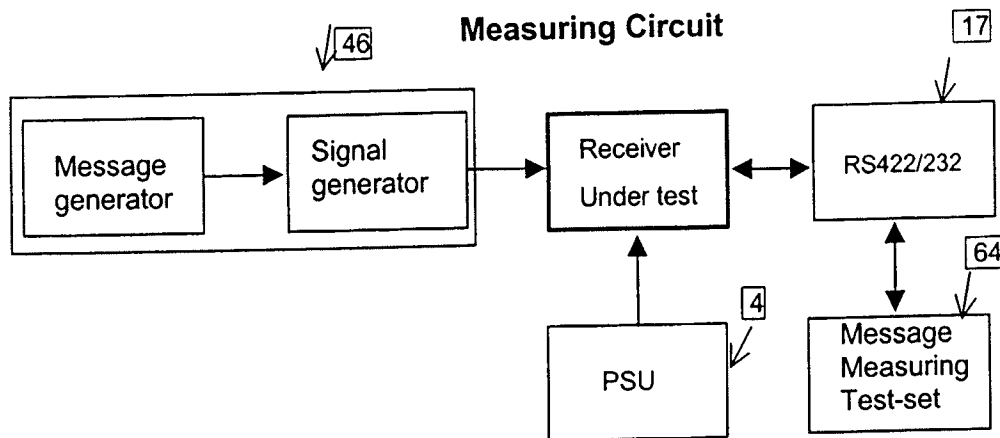 Measuring Circuit
46
17
Message
generator
Signal
generator
Receiver
Under test
RS422/232
4
64
PSU
Message
Measuring
Test-set